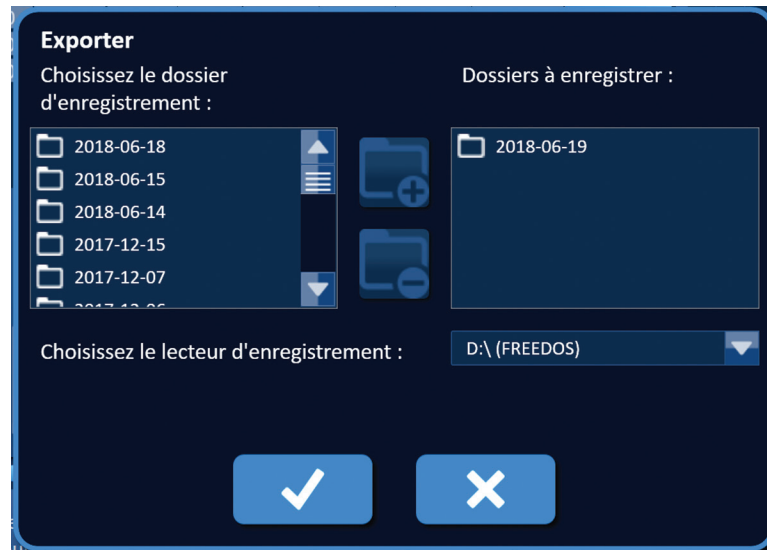 Exporter
Choisissez le dossier
d'enregistrement :
Dossiers à enregistrer :
2018-06-18
2018-06-15
2018-06-14
2017-12-15
2017-12-07
2018-06-19
Choisissez le lecteur d'enregistrement :
D:\ (FREEDOS)